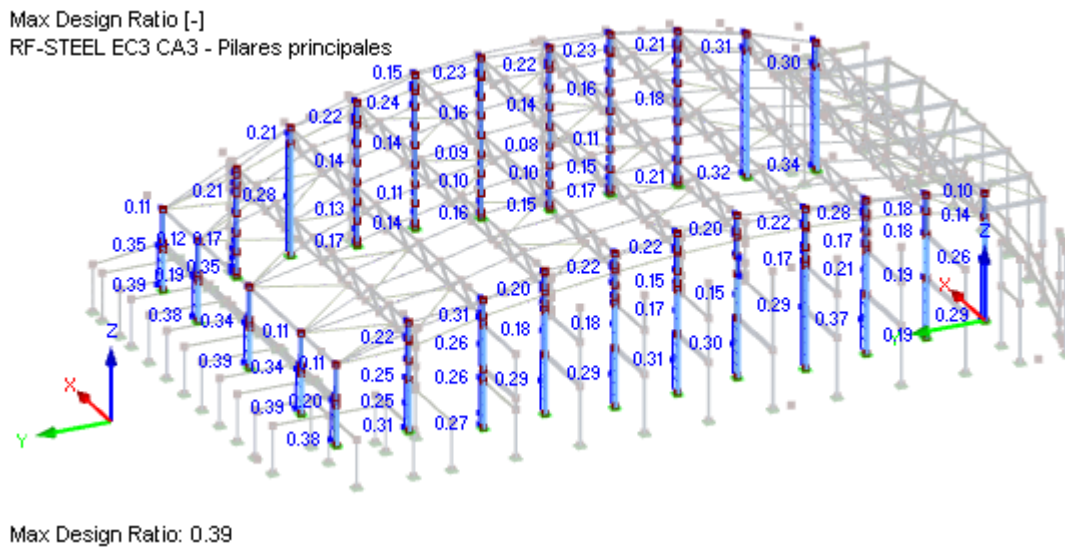 Max Design Ratio [-]
RF-STEEL EC3 CA3 - Pilares principales
0.23 0.21 0.31
0.15 0.23 0.22 0.30
0.22 0.24 0.16
0.21 0.16 0.14 0.18
0.14 0.14 0.11
0.21 0.09 0.08 0.15 0.34
0.28 0.11 0.10 0.10 0.17 0.21 0.32
0.11 0.13 0.16 0.15 0.10
0.12 0.17 0.17 0.14 0.20 0.22 0.28 0.18 0.14
0.35 0.22 0.17 0.18 Z
0.19 0.35 0.22 0.15 0.17 0.21 0.26
0.39 0.20 0.15 0.19 X
0.38 0.34 0.31 0.18 0.18 0.17 0.29 0.37 0.29
Z 0.11 0.22 0.26 0.30 0.19 Y
X 0.39 0.34 0.11 0.25 0.26 0.29 0.29 0.31
Y 0.39 0.20 0.25
0.38 0.31 0.27
Max Design Ratio: 0.39